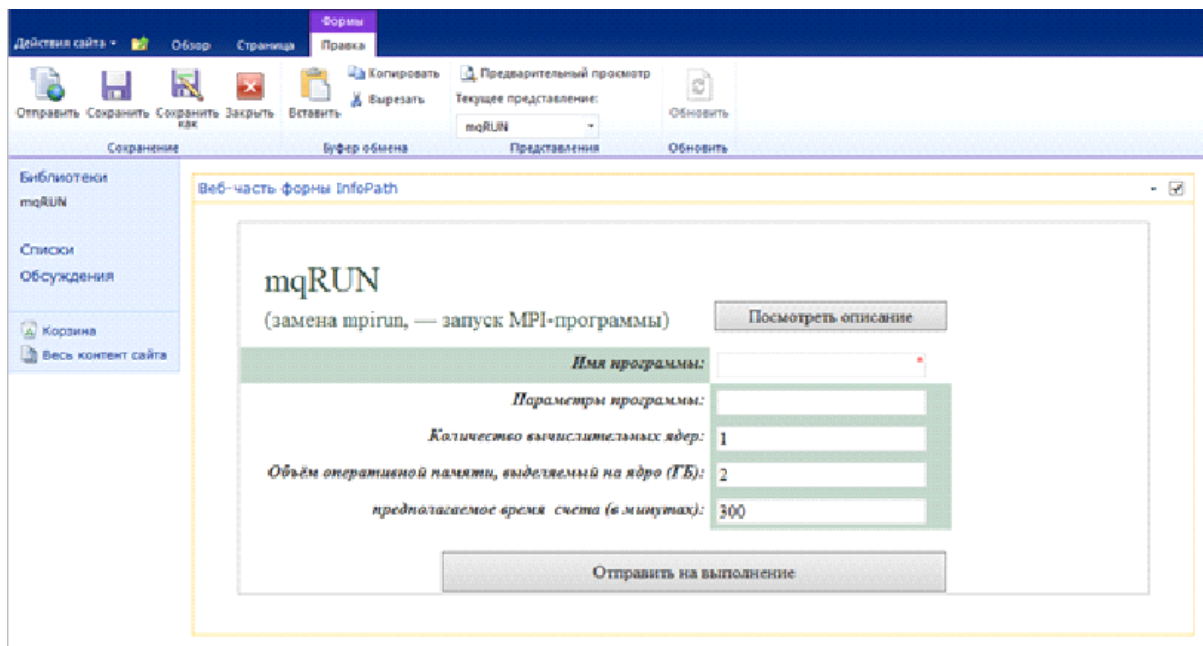 Формы
Действия сайта
Обзор
Страница
Правка
Отправить
Сохранить
Сохранить как
Закрыть
Вставить
Копировать
Вырезать
Предварительный просмотр
Текущее представление:
mqRUN
Обновить
Сохранение
Буфер обмена
Представления
Обновить
Библиотеки
mqRUN
Списки
Обсуждения
Корзина
Весь контент сайта
Веб-часть формы InfoPath
mqRUN
(замена mpirun, — запуск MPI-программы)
Посмотреть описание
Имя программы: *
Параметры программы:
Количество вычислительных ядер: 1
Объём оперативной памяти, выделяемый на ядро (ГБ): 2
предполагаемое время счета (в минутах): 300
Отправить на выполнение